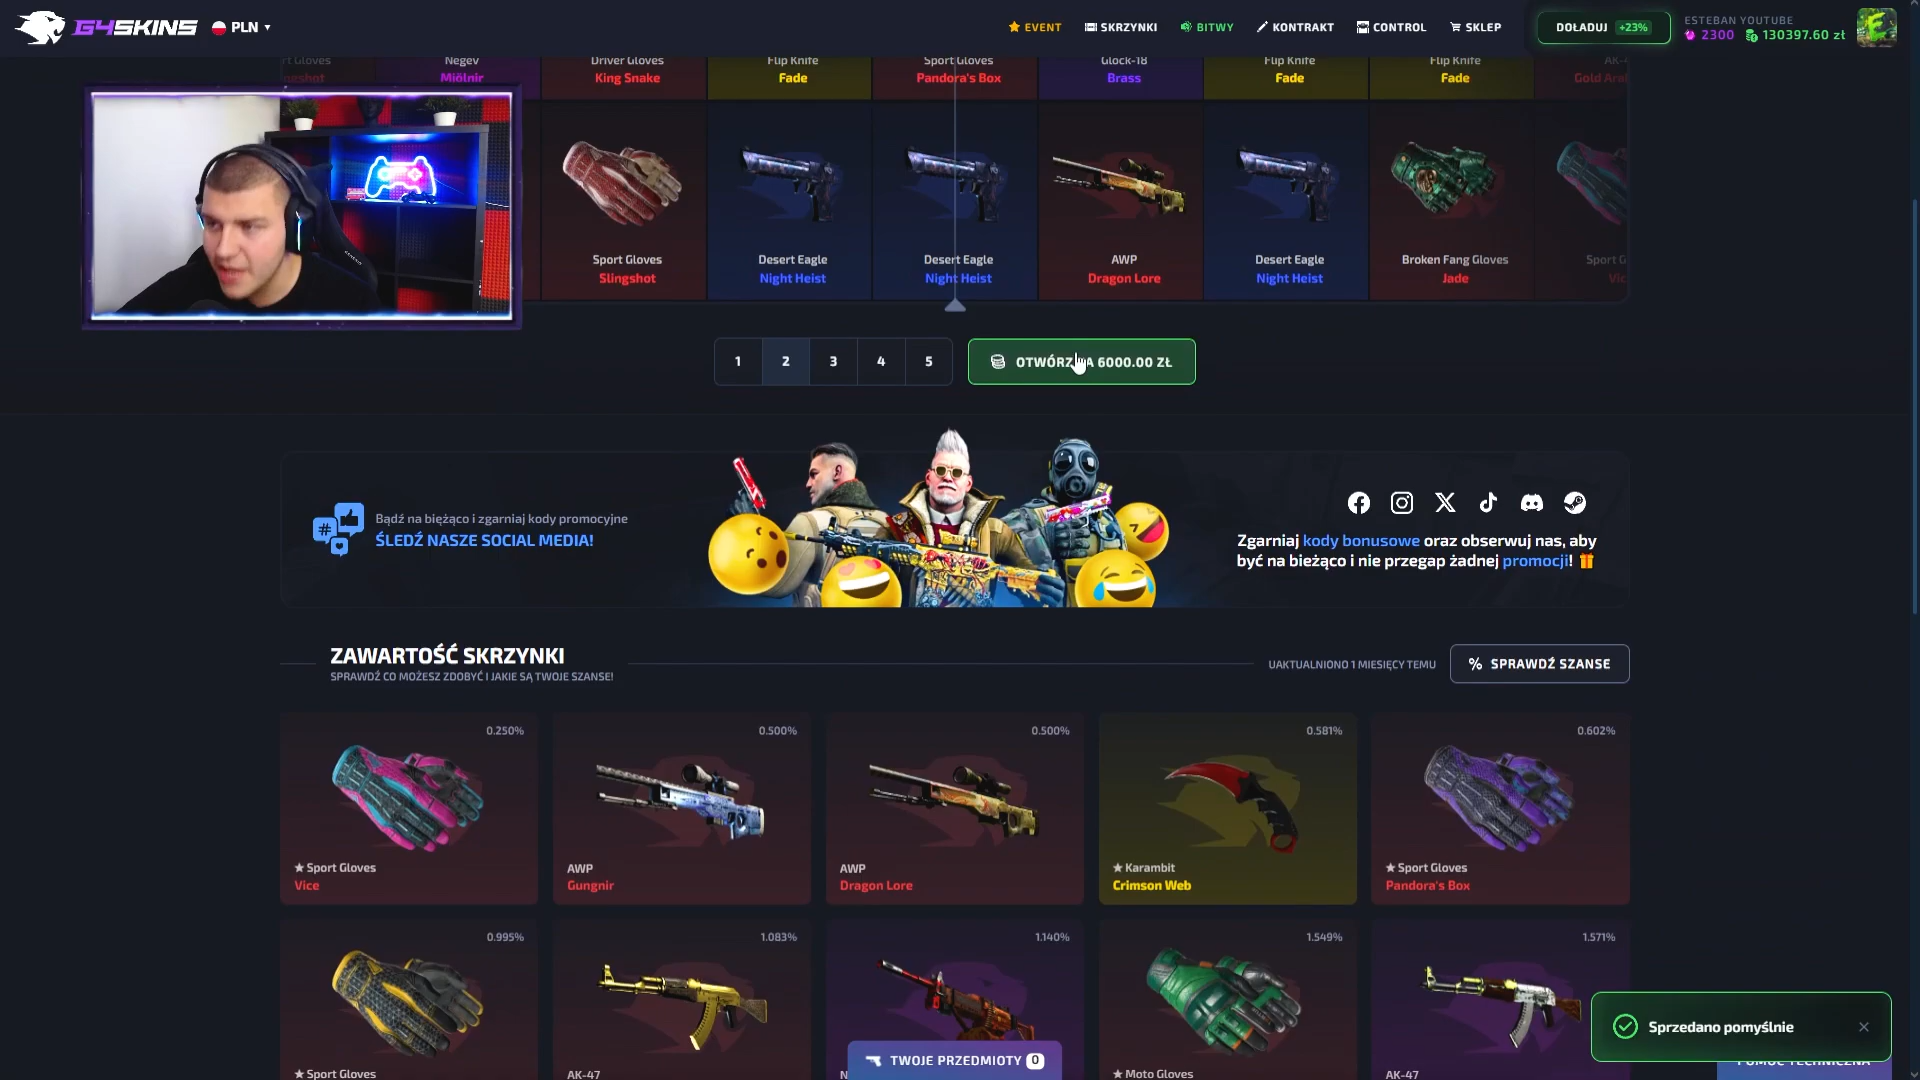 G4SKINS
PLN
EVENT
SKRZYNKI
BITWY
KONTRAKT
CONTROL
SKLEP
DOŁADUJ +23%
ESTEBAN YOUTUBE
2300 130397.60 zł
Negev
Mjölnir
Driver Gloves
King Snake
Flip Knife
Fade
Sport Gloves
Pandora's Box
Glock-18
Brass
Flip Knife
Fade
Flip Knife
Fade
Sport Gloves
Slingshot
Desert Eagle
Night Heist
Desert Eagle
Night Heist
AWP
Dragon Lore
Desert Eagle
Night Heist
Broken Fang Gloves
Jade
1 2 3 4 5
6000.00 ZŁ
Bądź na bieżąco i zgarniaj kody promocyjne
ŚLEDŹ NASZE SOCIAL MEDIA!
Zgarniaj kody bonusowe oraz obserwuj nas, aby
być na bieżąco i nie przegap żadnej promocji!
ZAWARTOŚĆ SKRZYNKI
SPRAWDŹ CO MOŻESZ ZDOBYĆ I JAKIE SĄ TWOJE SZANSE!
UAKTUALNIONO 1 MIESIĘCY TEMU
% SPRAWDŹ SZANSE
0.250%
★ Sport Gloves
Vice
0.500%
AWP
Gungnir
0.500%
AWP
Dragon Lore
0.581%
★ Karambit
Crimson Web
0.602%
★ Sport Gloves
Pandora's Box
0.995%
★ Sport Gloves
1.083%
AK-47
1.140%
1.549%
★ Moto Gloves
1.571%
AK-47
TWOJE PRZEDMIOTY 0
Sprzedano pomyślnie